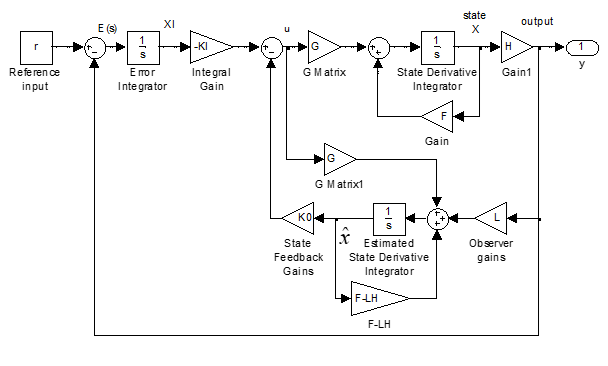 E (s)
XI
u
state
X
output
r
1
s
-KI
G
1
s
H
1
y
Reference
input
Error
Integrator
Integral
Gain
G Matrix
State Derivative
Integrator
Gain1
F
Gain
G
G Matrix1
K0
x̂
1
s
L
State
Feedback
Gains
Estimated
State Derivative
Integrator
Observer
gains
F-LH
F-LH